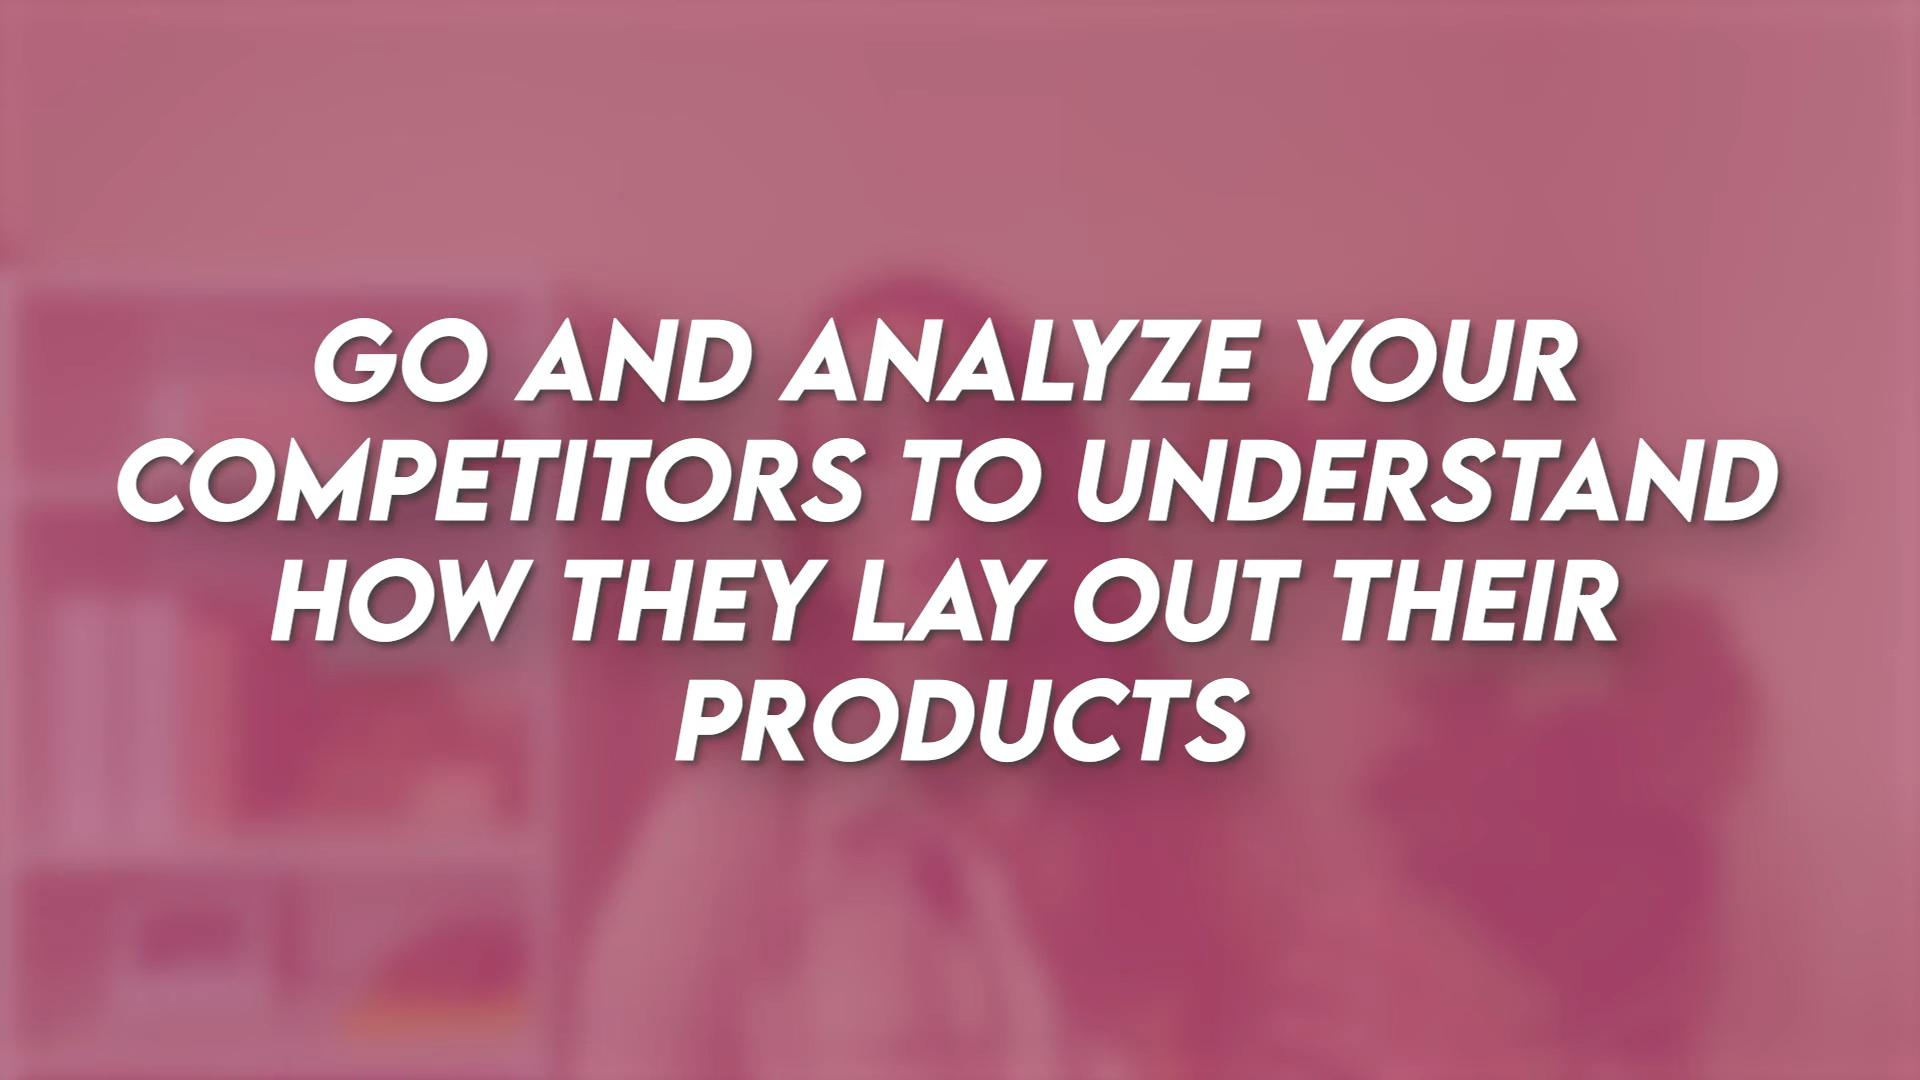 GO AND ANALYZE YOUR
COMPETITORS TO UNDERSTAND
HOW THEY LAY OUT THEIR
PRODUCTS